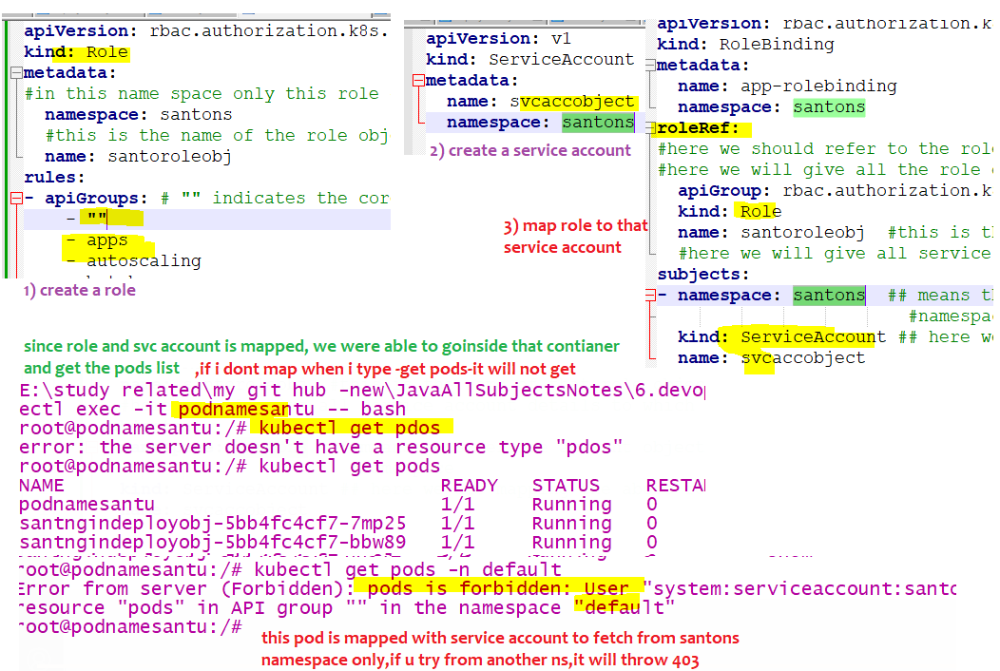 apiVersion: rbac.authorization.k8s.
kind: Role
metadata:
#in this name space only this role
namespace: santons
#this is the name of the role obj
name: santoroleobj
rules:
- apiGroups: # "" indicates the cor
- ""
- apps
- autoscaling
1) create a role
apiVersion: v1
kind: ServiceAccount
metadata:
name: svcaccobject
namespace: santons
2) create a service account
3) map role to that
service account
apiVersion: rbac.authorization.k
kind: RoleBinding
metadata:
name: app-rolebinding
namespace: santons
roleRef:
#here we should refer to the role
#here we will give all the role
apiGroup: rbac.authorization.k
kind: Role
name: santoroleobj #this is th
#here we will give all service
subjects:
- namespace: santons ## means th
#namespac
kind: ServiceAccount ## here we
name: svcaccobject
since role and svc account is mapped, we were able to goinside that contianer
and get the pods list ,if i dont map when i type -get pods-it will not get
E:\study related\my git hub -new\JavaAllSubjectsNotes\6.devop
ectl exec -it podnamesantu -- bash
root@podnamesantu:/# kubectl get pdos
error: the server doesn't have a resource type "pdos"
root@podnamesantu:/# kubectl get pods
NAME READY STATUS RESTA
podnamesantu 1/1 Running 0
santngindeployobj-5bb4fc4cf7-7mp25 1/1 Running 0
santngindeployobj-5bb4fc4cf7-bbw89 1/1 Running 0
root@podnamesantu:/# kubectl get pods -n default
Error from server (Forbidden): pods is forbidden: User "system:serviceaccount:santo
resource "pods" in API group "" in the namespace "default"
root@podnamesantu:/#
this pod is mapped with service account to fetch from santons
namespace only,if u try from another ns,it will throw 403